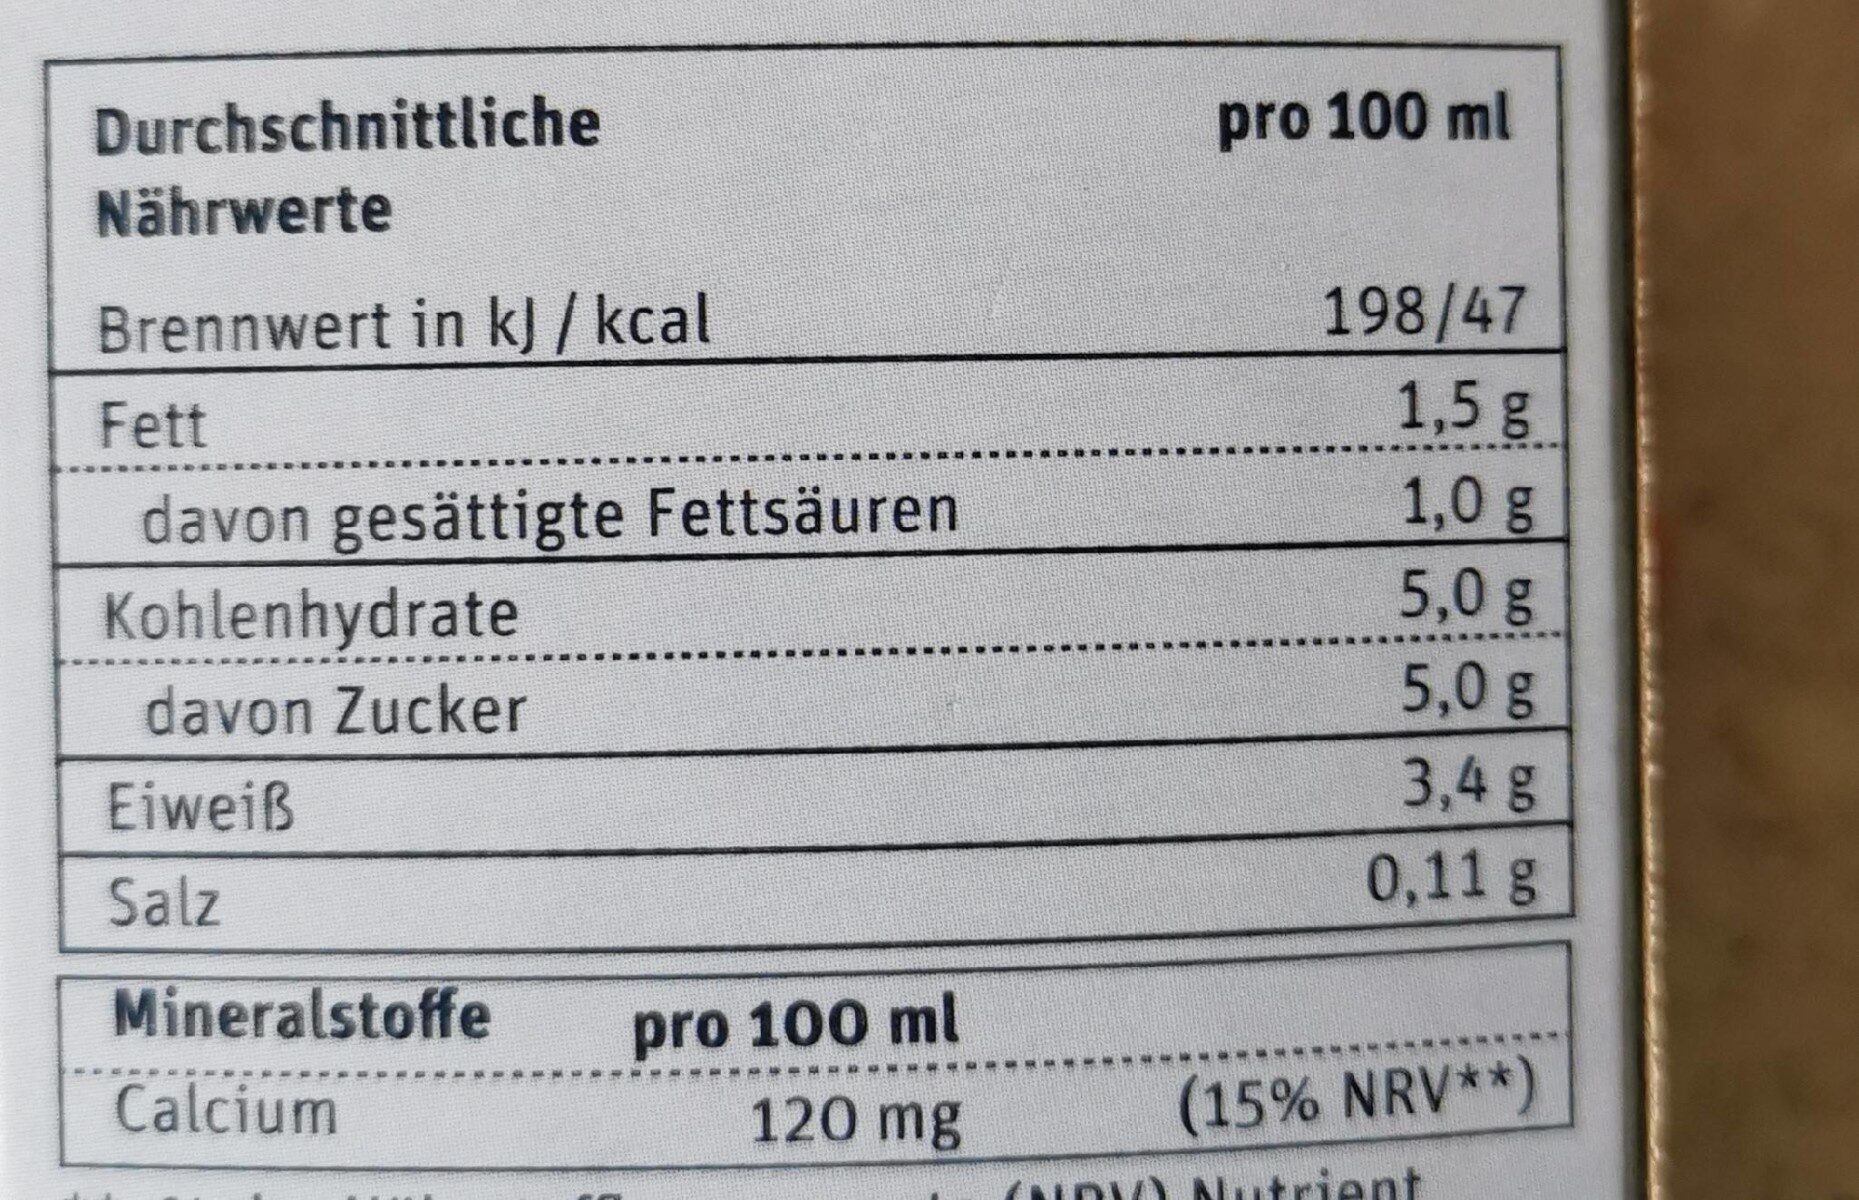 Durchschnittliche pro 100 ml
Nährwerte
Brennwert in kJ / kcal 198/47
Fett 1,5 g
davon gesättigte Fettsäuren 1,0 g
Kohlenhydrate 5,0 g
davon Zucker 5,0 g
Eiweiß 3,4 g
Salz 0,11 g
Mineralstoffe pro 100 ml
Calcium 120 mg (15% NRV**)
(NRV) Nutrient